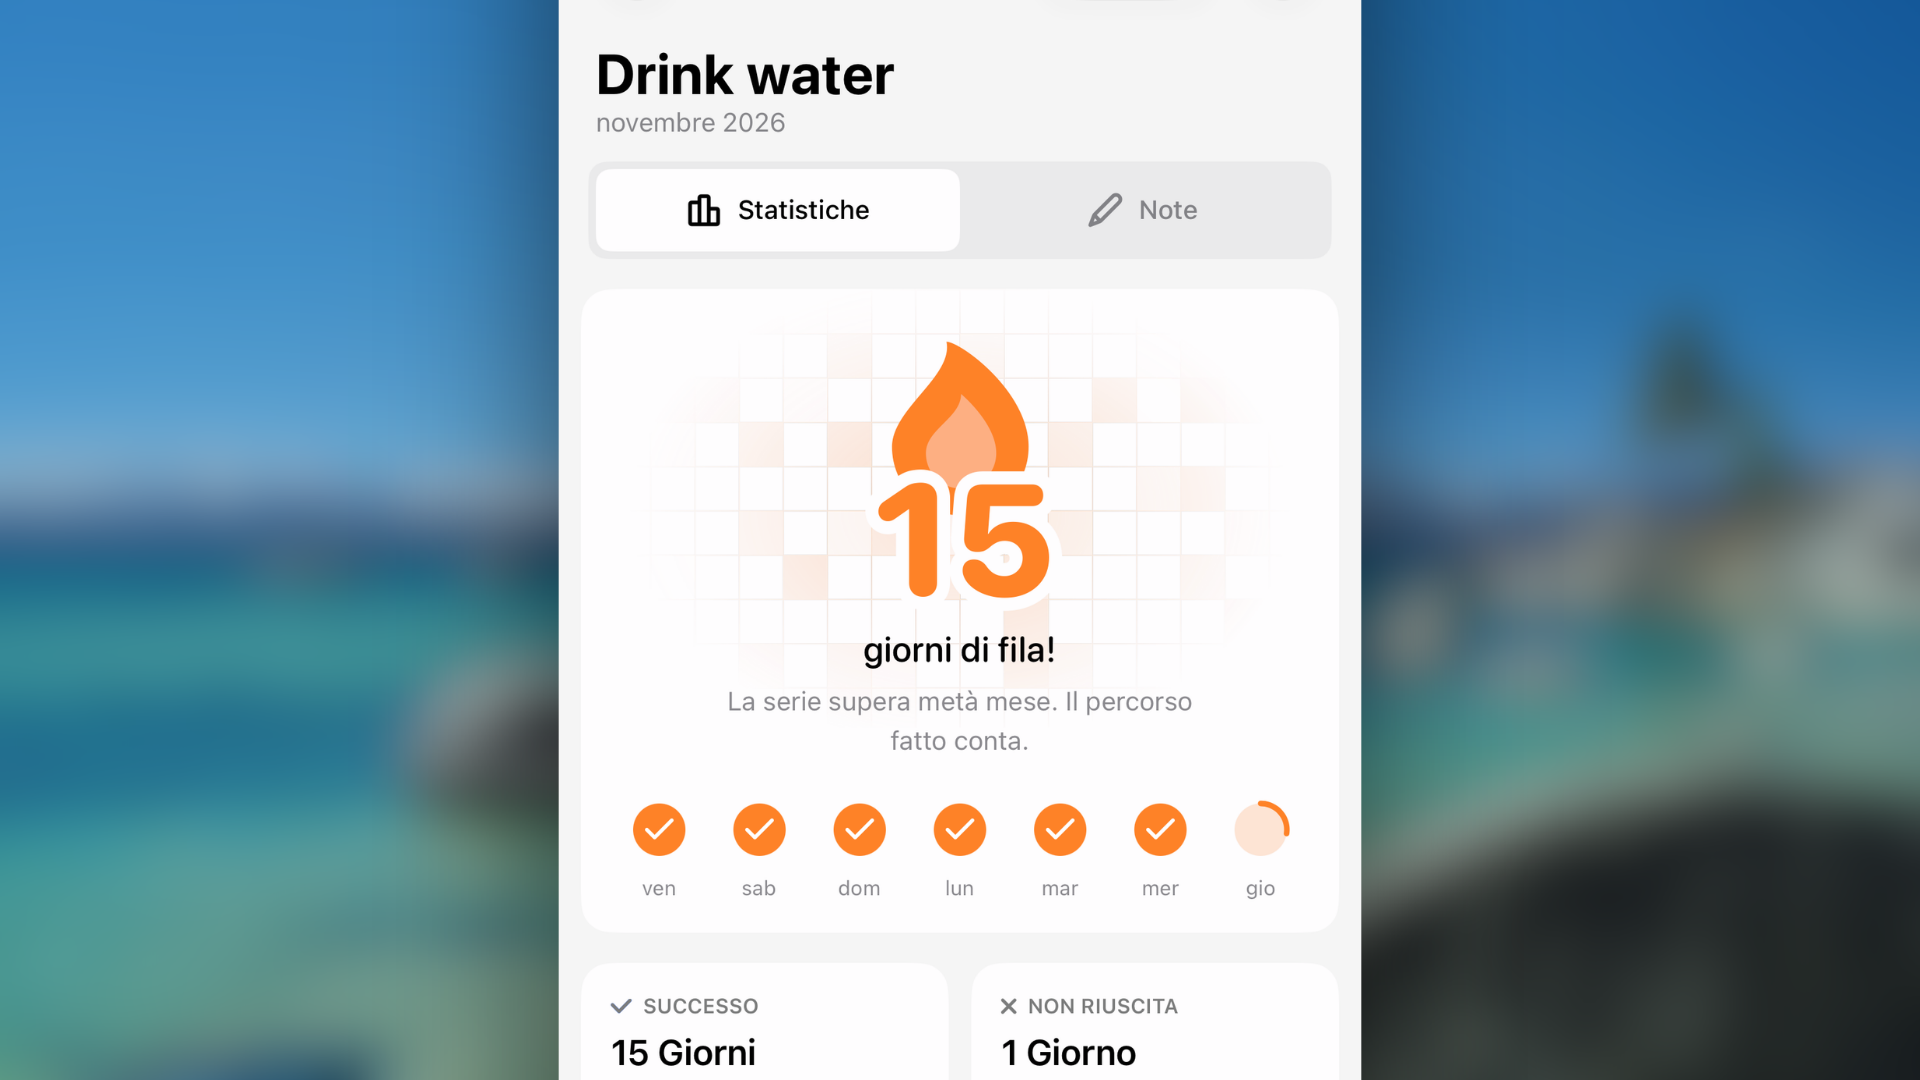 Drink water
novembre 2026
Statistiche
Note
15
giorni di fila!
La serie supera metà mese. Il percorso
fatto conta.
ven sab dom lun mar mer gio
SUCCESSO
NON RIUSCITA
15 Giorni
1 Giorno